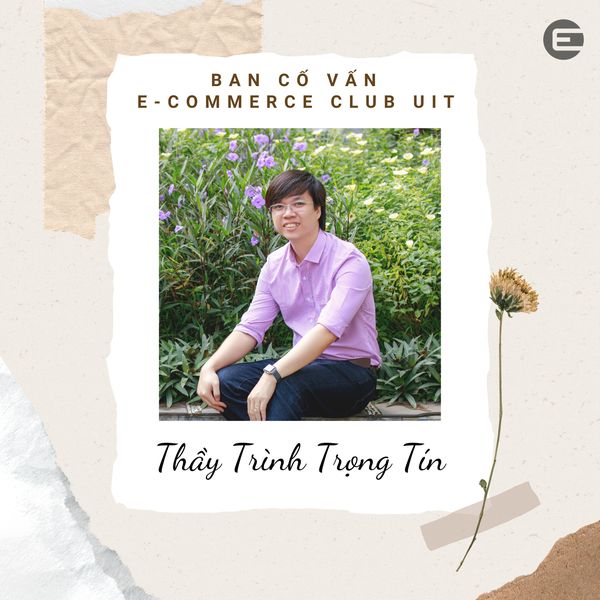 BAN CỐ VẤN
E-COMMERCE CLUB UIT
Thầy Trình Trọng Tín